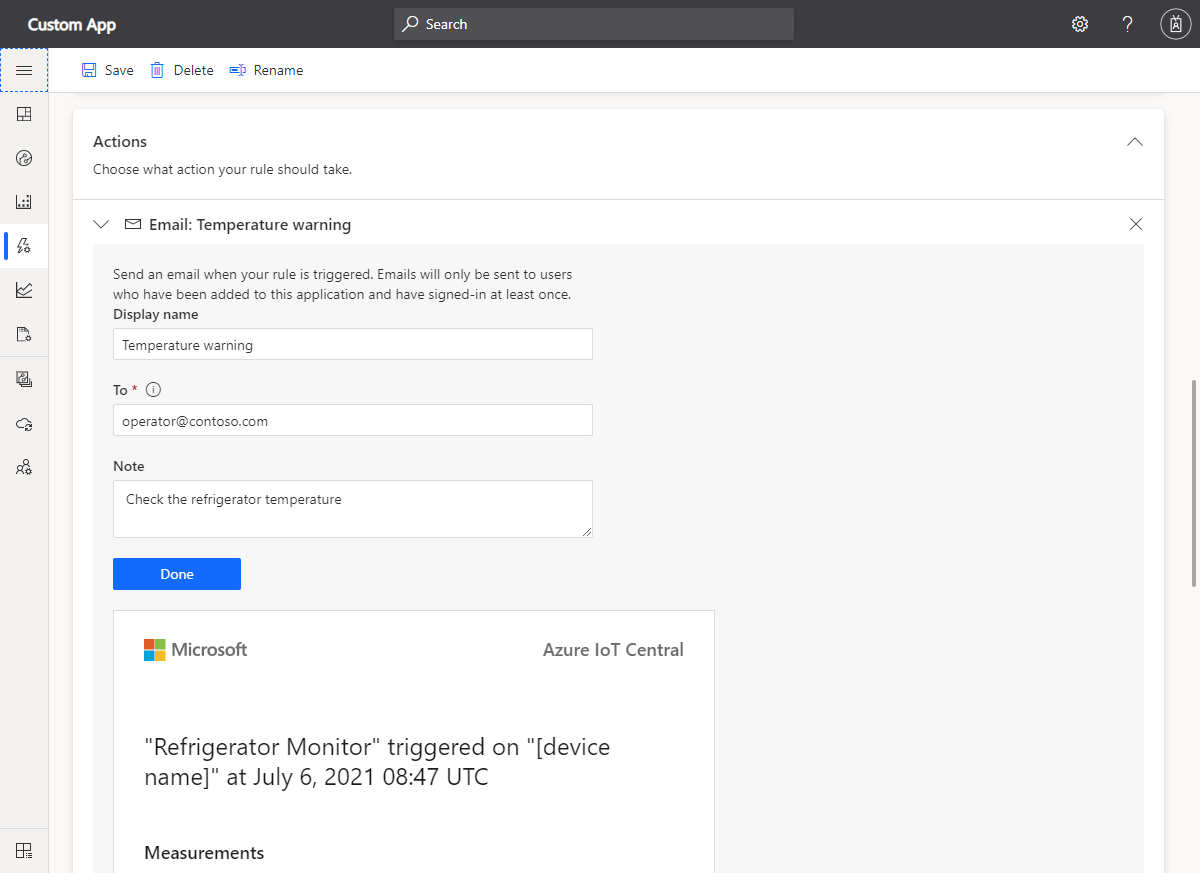 Custom App
Search
?
Save
Delete
Rename
Actions
Choose what action your rule should take.
Email: Temperature warning
Send an email when your rule is triggered. Emails will only be sent to users
who have been added to this application and have signed-in at least once.
Display name
Temperature warning
To *
operator@contoso.com
Note
Check the refrigerator temperature
Done
Microsoft
Azure IoT Central
"Refrigerator Monitor" triggered on "[device
name]" at July 6, 2021 08:47 UTC
Measurements